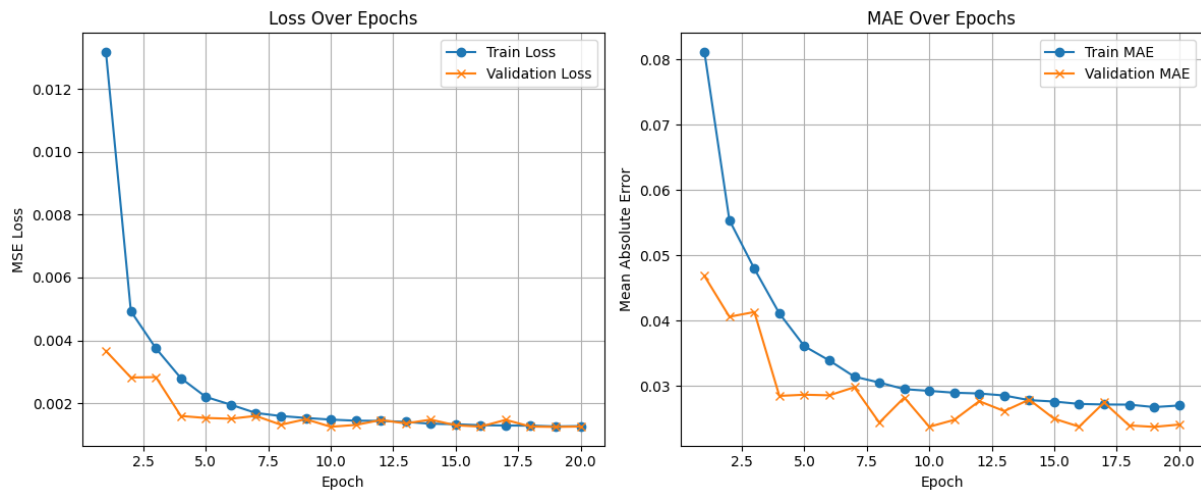 Loss Over Epochs
Train Loss
Validation Loss
MSE Loss
0.012
0.010
0.008
0.006
0.004
0.002
2.5
5.0
7.5
10.0
12.5
15.0
17.5
20.0
Epoch
MAE Over Epochs
Train MAE
Validation MAE
Mean Absolute Error
0.08
0.07
0.06
0.05
0.04
0.03
2.5
5.0
7.5
10.0
12.5
15.0
17.5
20.0
Epoch